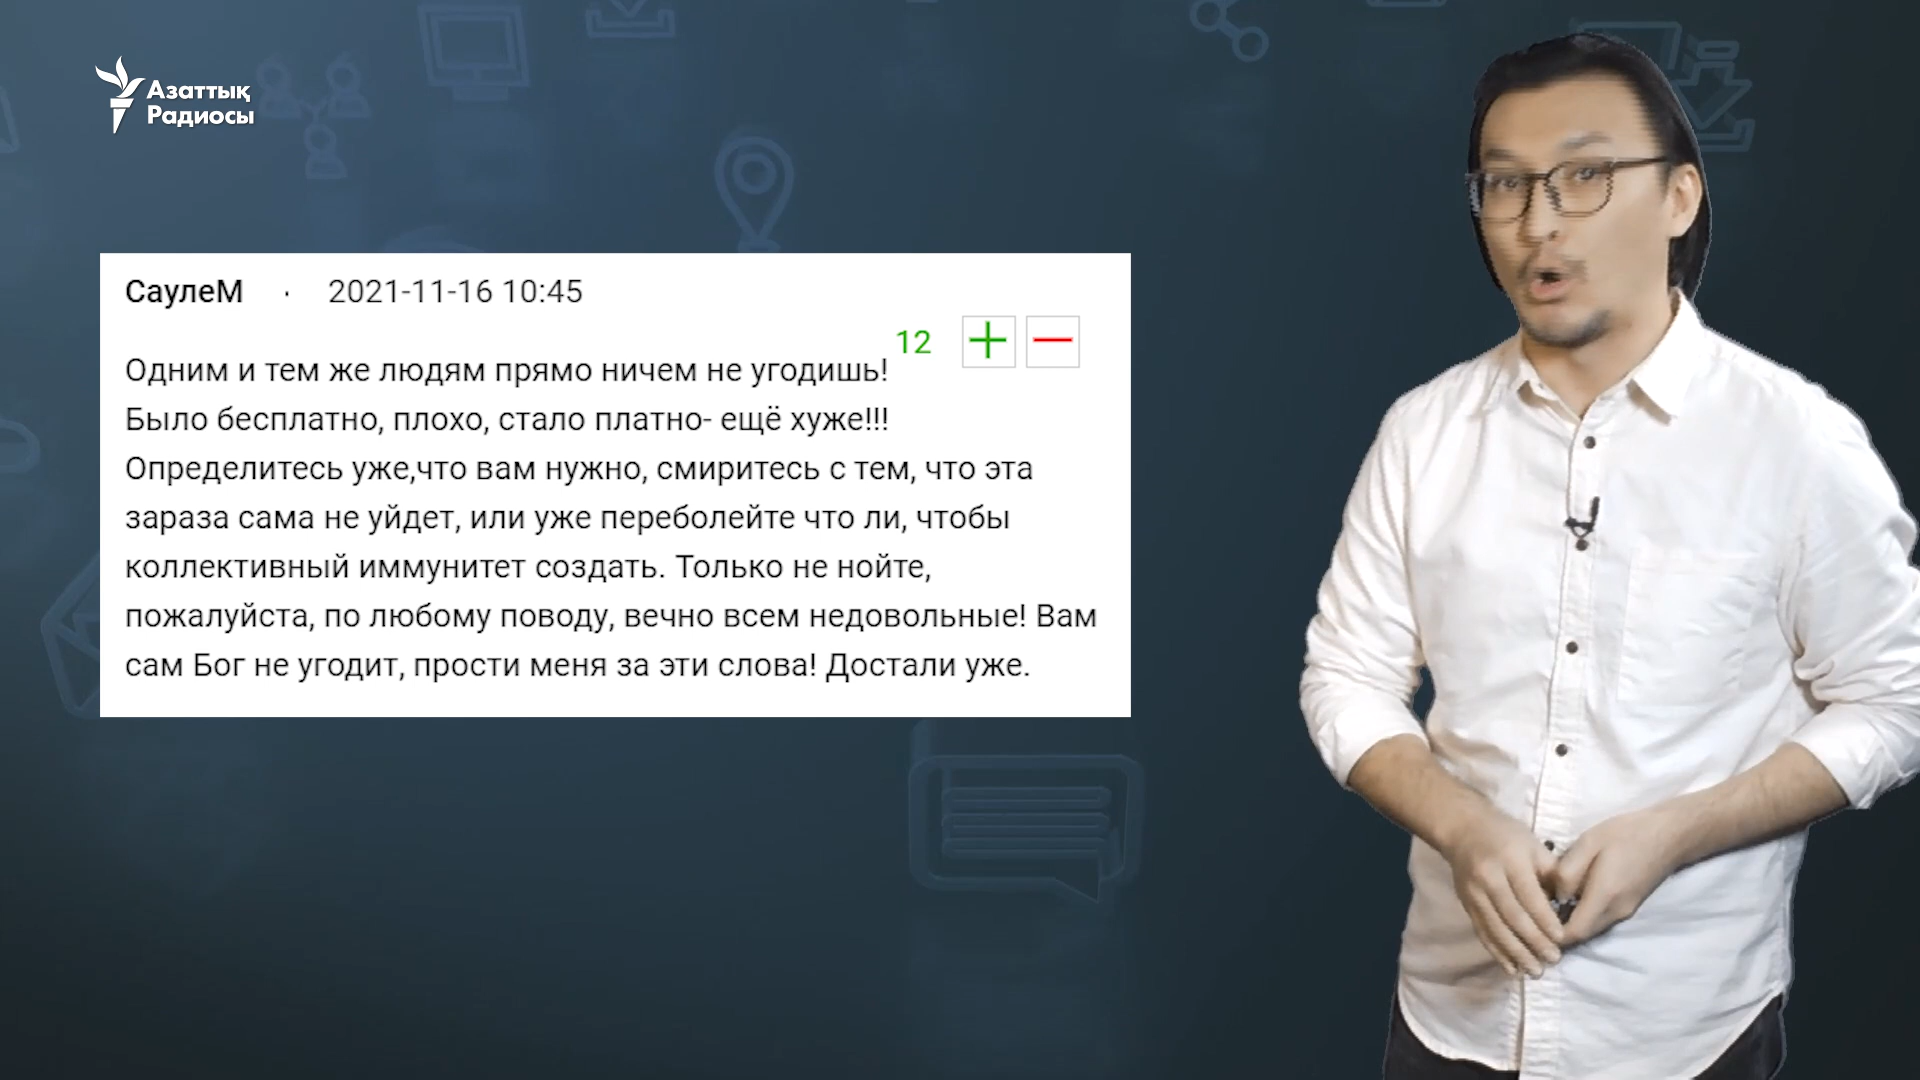 Азаттық
Радиосы
СаулеМ · 2021-11-16 10:45
12
Одним и тем же людям прямо ничем не угодишь!
Было бесплатно, плохо, стало платно- ещё хуже!!!
Определитесь уже,что вам нужно, смиритесь с тем, что эта
зараза сама не уйдет, или уже переболейте что ли, чтобы
коллективный иммунитет создать. Только не нойте,
пожалуйста, по любому поводу, вечно всем недовольные! Вам
сам Бог не угодит, прости меня за эти слова! Достали уже.